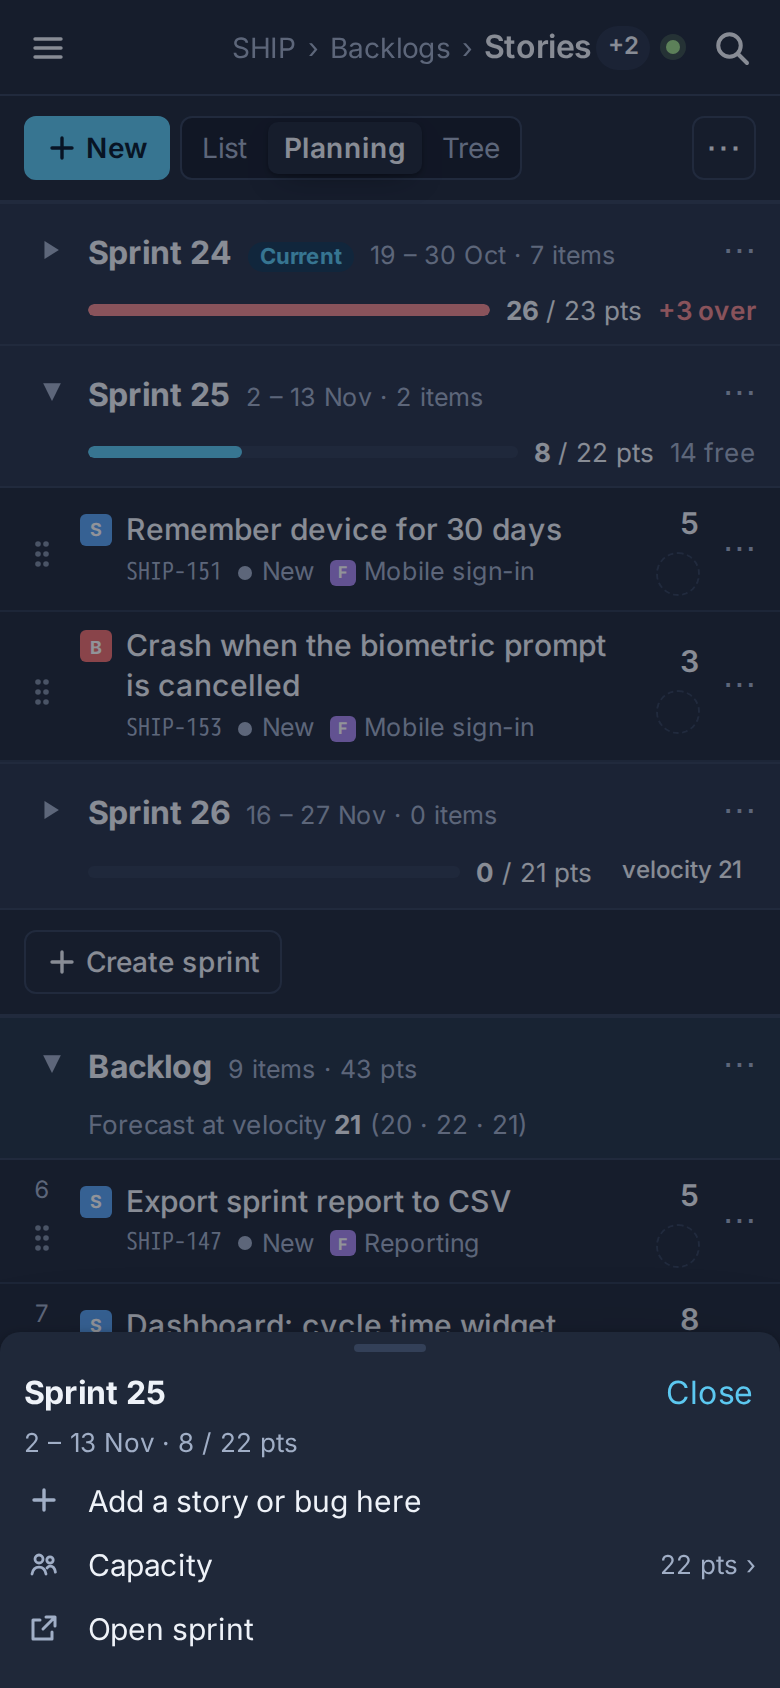 SHIP › Backlogs › Stories +2
+ New List Planning Tree ···
Sprint 24 Current 19 – 30 Oct · 7 items ···
26 / 23 pts +3 over
Sprint 25 2 – 13 Nov · 2 items ···
8 / 22 pts 14 free
S Remember device for 30 days 5
SHIP-151 New F Mobile sign-in ···
B Crash when the biometric prompt
is cancelled 3
SHIP-153 New F Mobile sign-in ···
Sprint 26 16 – 27 Nov · 0 items ···
0 / 21 pts velocity 21
+ Create sprint
Backlog 9 items · 43 pts ···
Forecast at velocity 21 (20 · 22 · 21)
6 S Export sprint report to CSV 5
SHIP-147 New F Reporting ···
7 S Dashboard: cycle time widget 8
Sprint 25 Close
2 – 13 Nov · 8 / 22 pts
+ Add a story or bug here
Capacity 22 pts ›
Open sprint